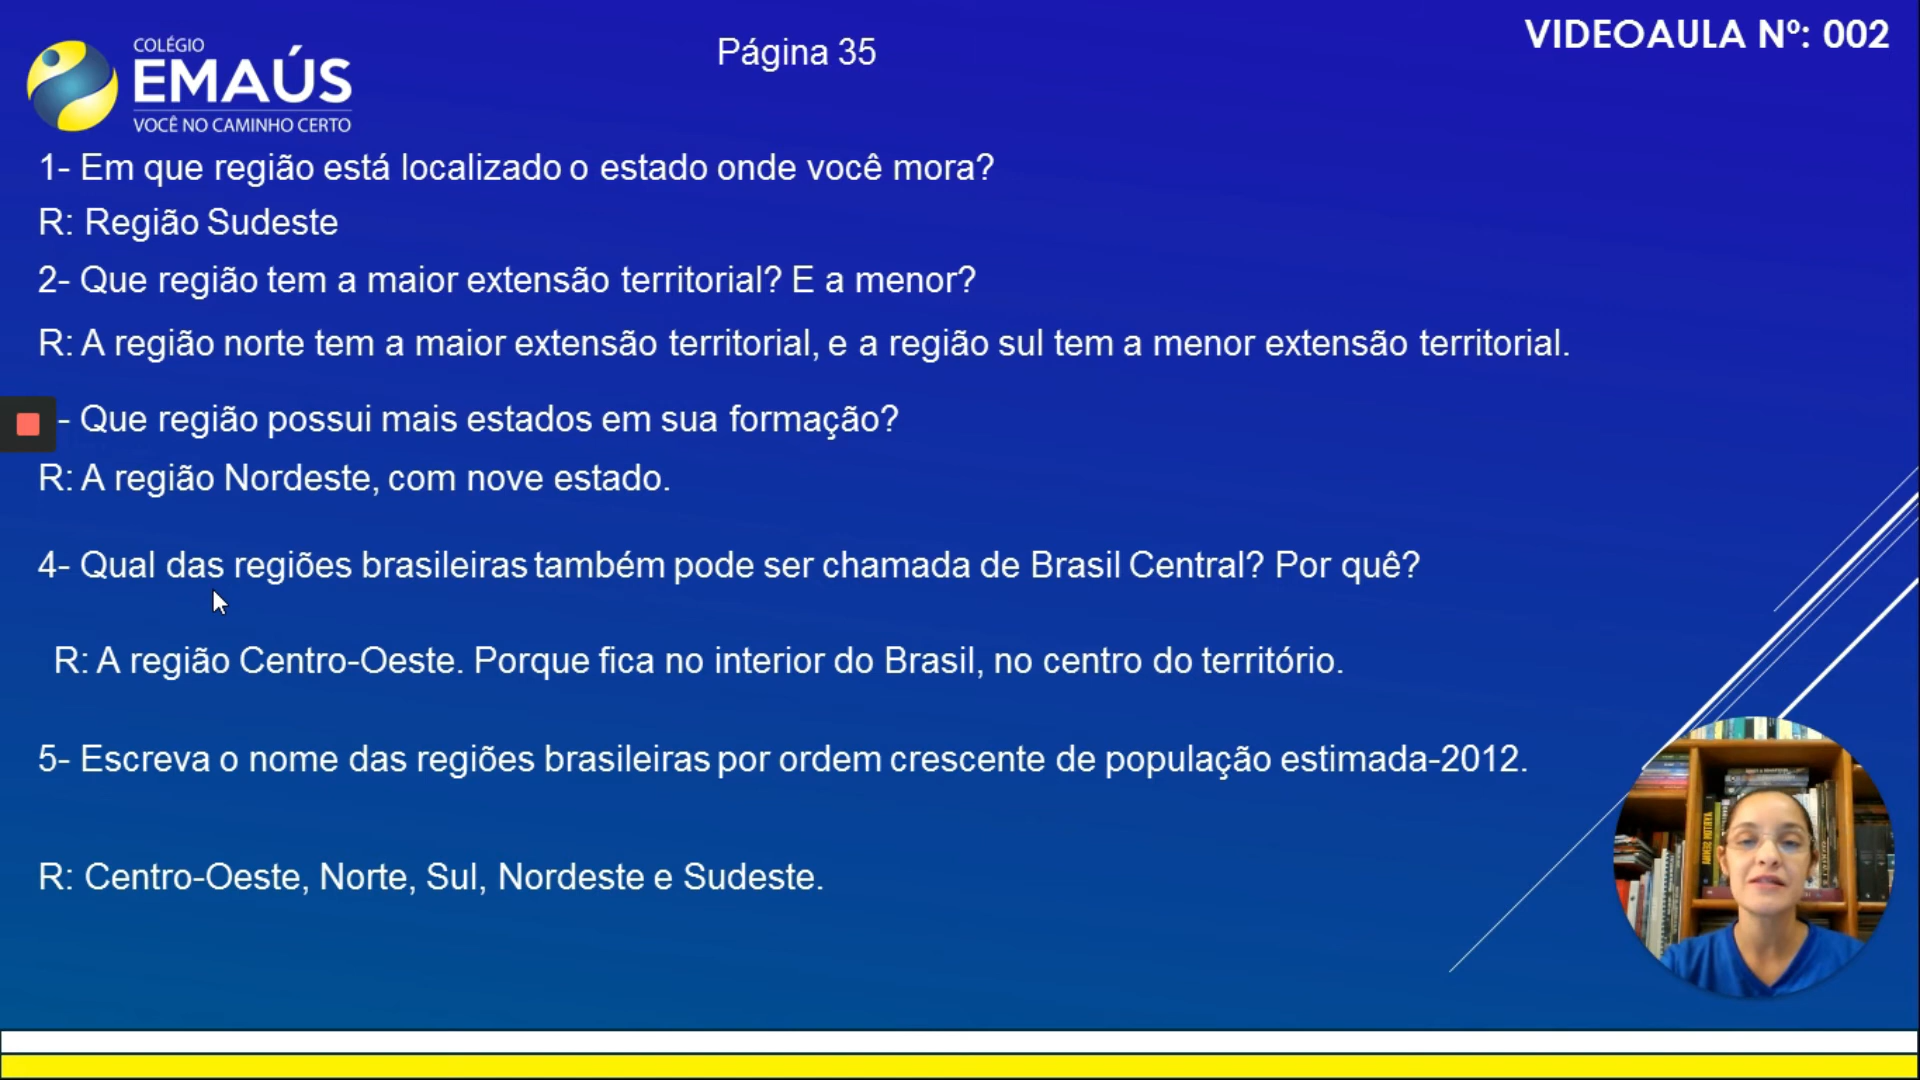 COLÉGIO
EMAÚS
VOCÊ NO CAMINHO CERTO
Página 35
VIDEOAULA Nº: 002
1- Em que região está localizado o estado onde você mora?
R: Região Sudeste
2- Que região tem a maior extensão territorial? E a menor?
R: A região norte tem a maior extensão territorial, e a região sul tem a menor extensão territorial.
- Que região possui mais estados em sua formação?
R: A região Nordeste, com nove estado.
4- Qual das regiões brasileiras também pode ser chamada de Brasil Central? Por quê?
R: A região Centro-Oeste. Porque fica no interior do Brasil, no centro do território.
5- Escreva o nome das regiões brasileiras por ordem crescente de população estimada-2012.
R: Centro-Oeste, Norte, Sul, Nordeste e Sudeste.